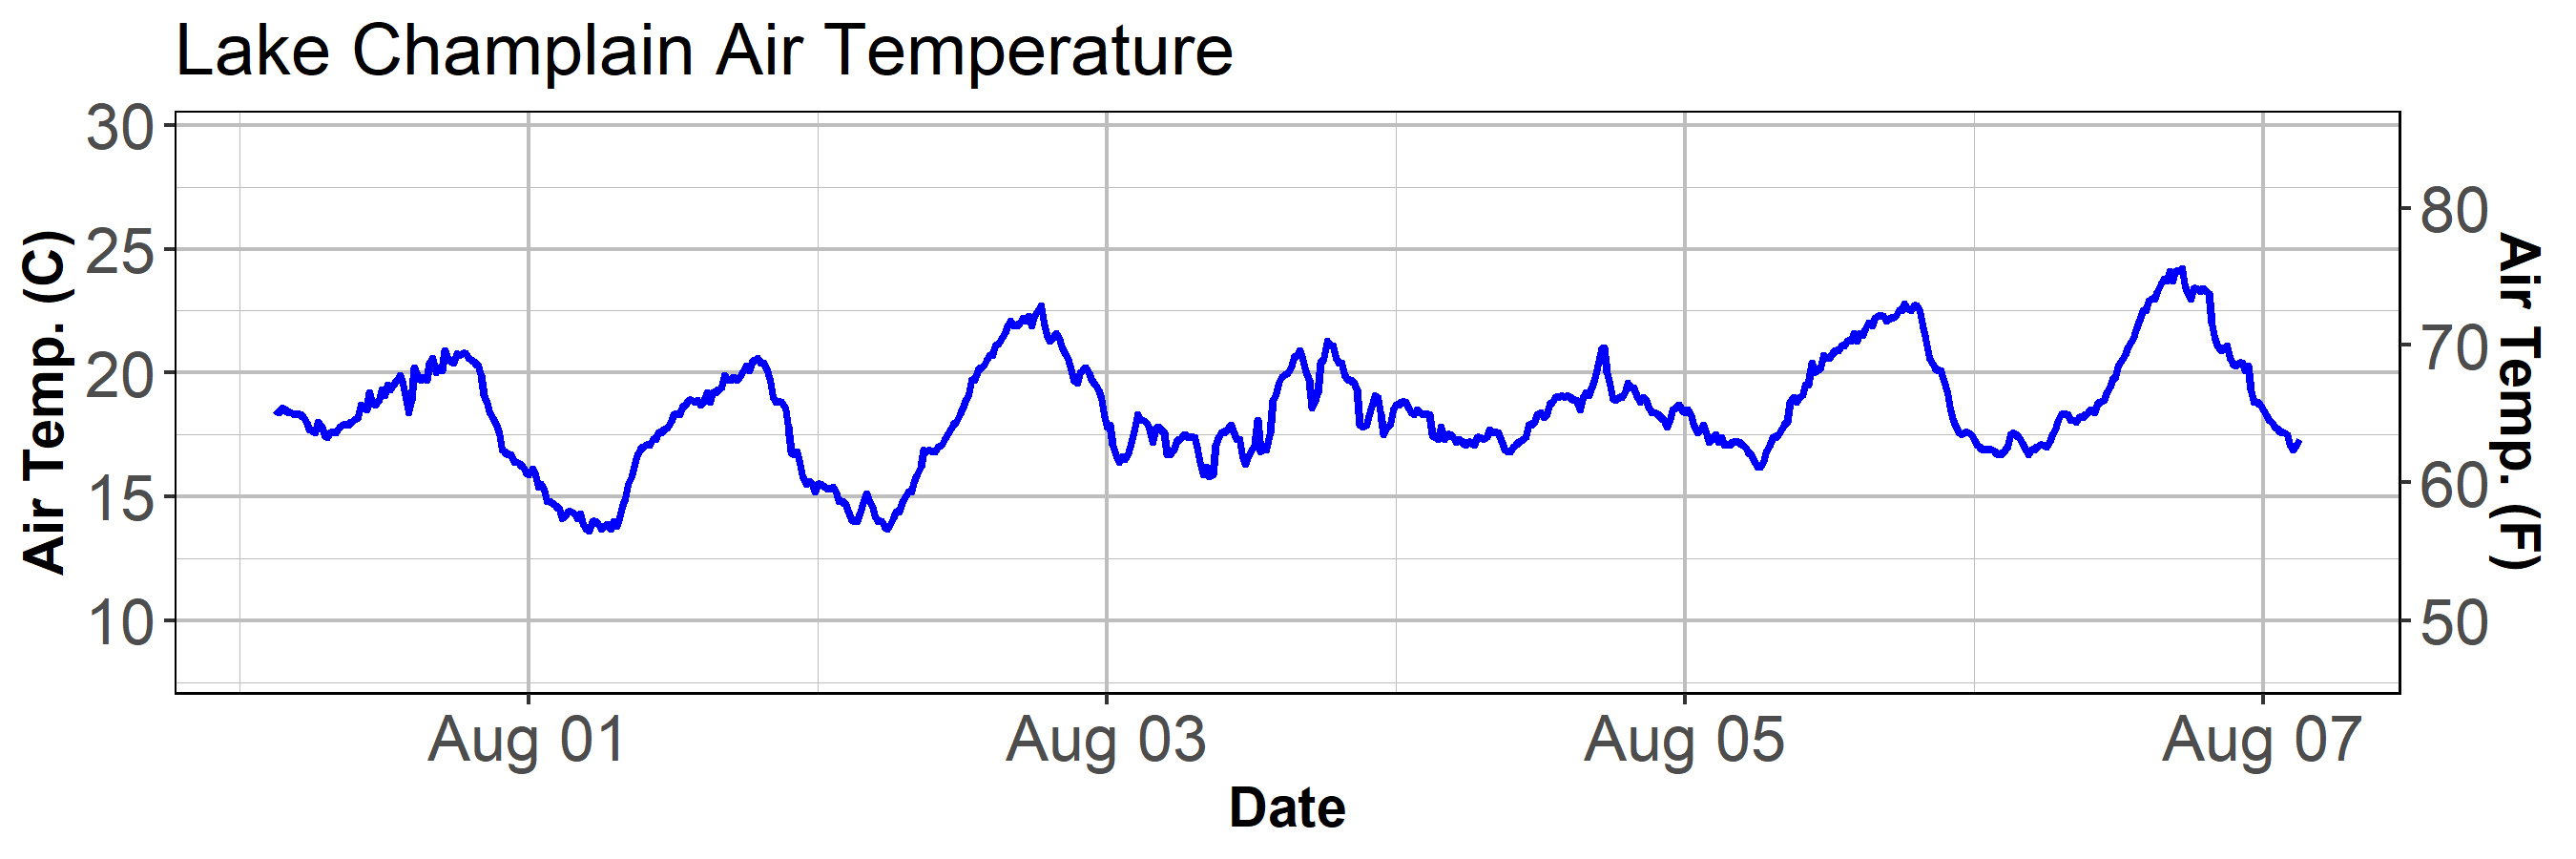 Lake Champlain Air Temperature
30
25
20
15
10
Air Temp. (C)
80
70
60
50
Air Temp. (F)
Aug 01 Aug 03 Aug 05 Aug 07
Date